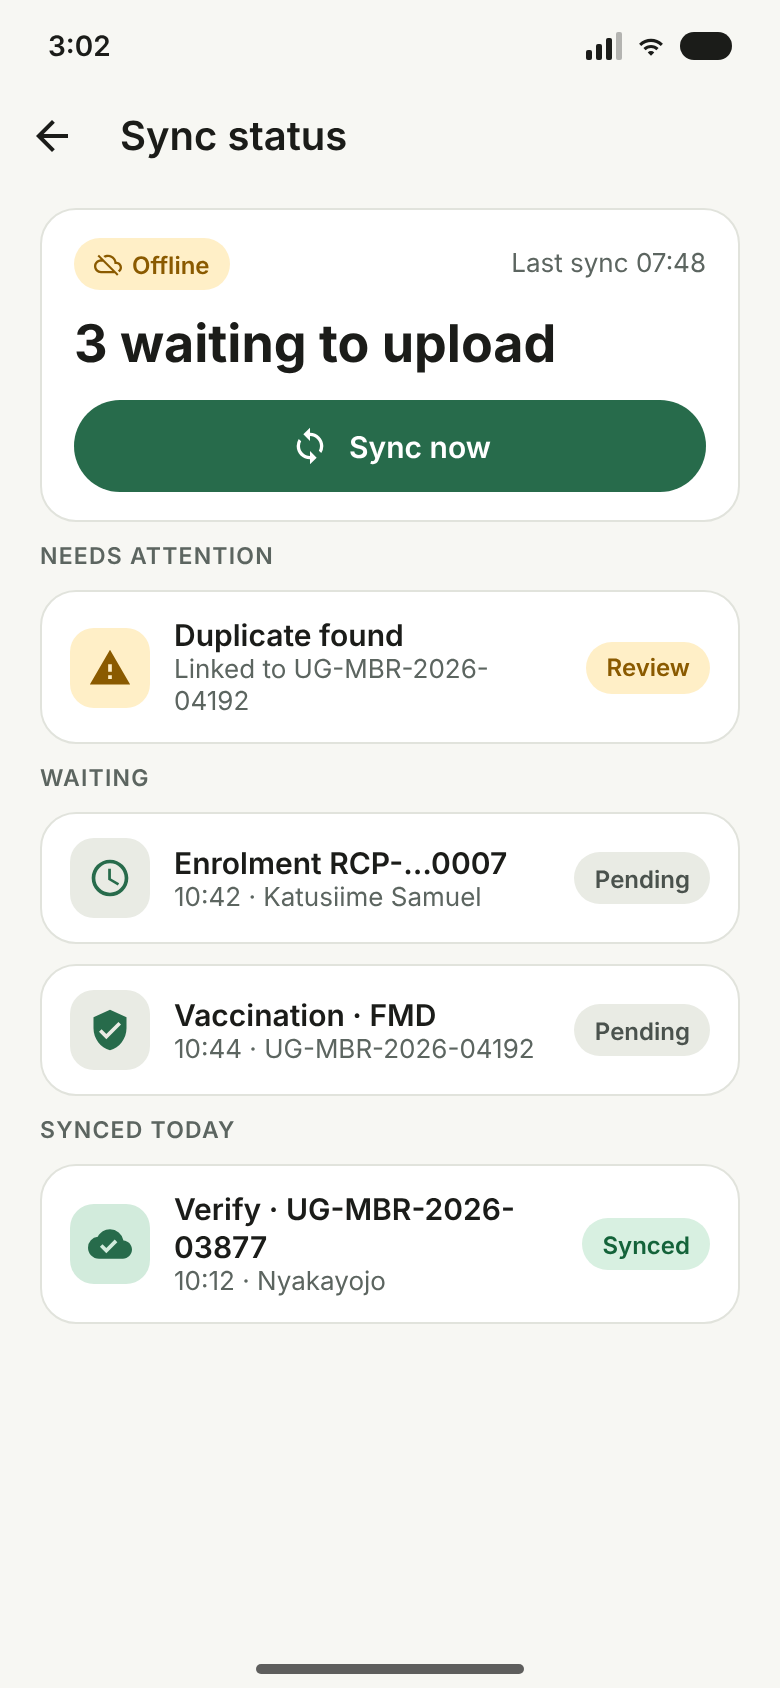 3:02
Sync status
Offline
Last sync 07:48
3 waiting to upload
Sync now
NEEDS ATTENTION
Duplicate found
Linked to UG-MBR-2026-
04192
Review
WAITING
Enrolment RCP-...0007
10:42 · Katusiime Samuel
Pending
Vaccination · FMD
10:44 · UG-MBR-2026-04192
Pending
SYNCED TODAY
Verify · UG-MBR-2026-
03877
10:12 · Nyakayojo
Synced